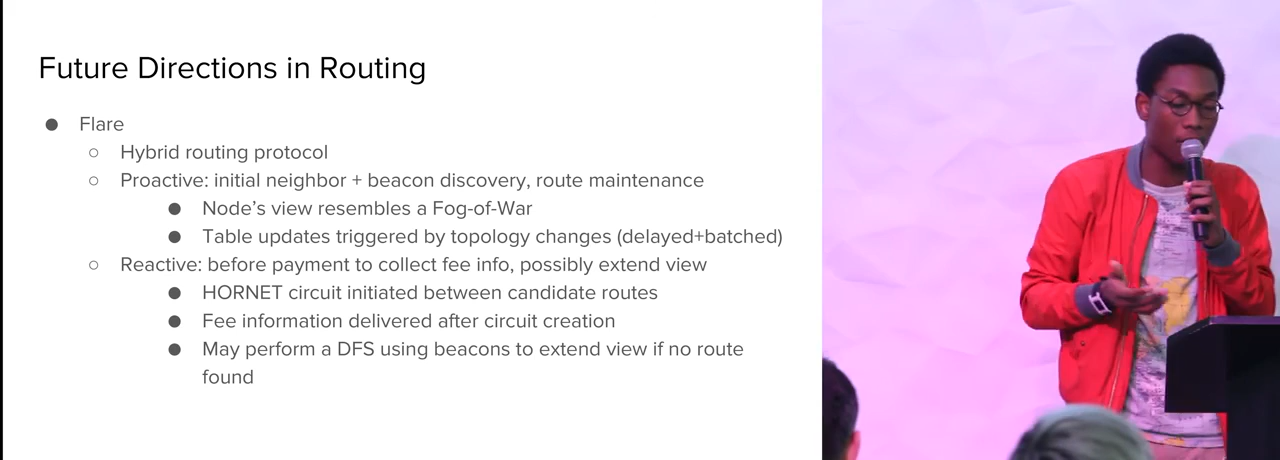 Future Directions in Routing
● Flare
○ Hybrid routing protocol
○ Proactive: initial neighbor + beacon discovery, route maintenance
● Node’s view resembles a Fog-of-War
● Table updates triggered by topology changes (delayed+batched)
○ Reactive: before payment to collect fee info, possibly extend view
● HORNET circuit initiated between candidate routes
● Fee information delivered after circuit creation
● May perform a DFS using beacons to extend view if no route
found